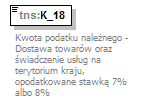 tns:K_18
Kwota podatku należnego -
Dostawa towarów oraz
świadczenie usług na
terytorium kraju,
opodatkowane stawką 7%
albo 8%